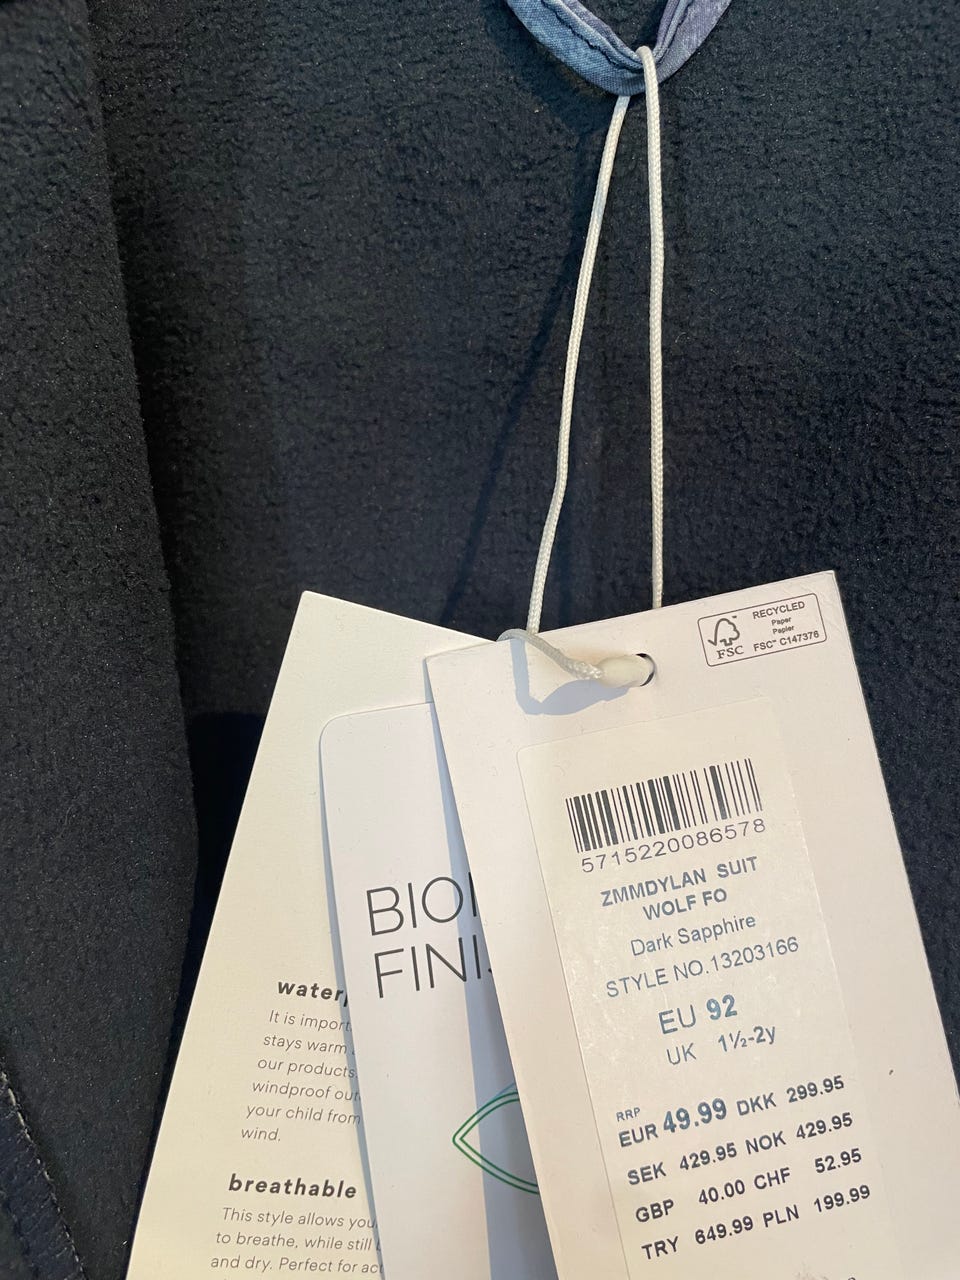 RECYCLED
Paper
Papier
FSC™ C147376
FSC
5715220086578
ZMMDYLAN SUIT
WOLF FO
Dark Sapphire
STYLE NO.13203166
EU 92
UK 1½-2y
RRP
EUR 49.99 DKK 299.95
SEK 429.95 NOK 429.95
GBP 40.00 CHF 52.95
TRY 649.99 PLN 199.99
BIO
FINI
water
It is import
stays warm
our products
windproof ou
your child from
wind.
breathable
This style allows you
to breathe, while still
and dry. Perfect for ac